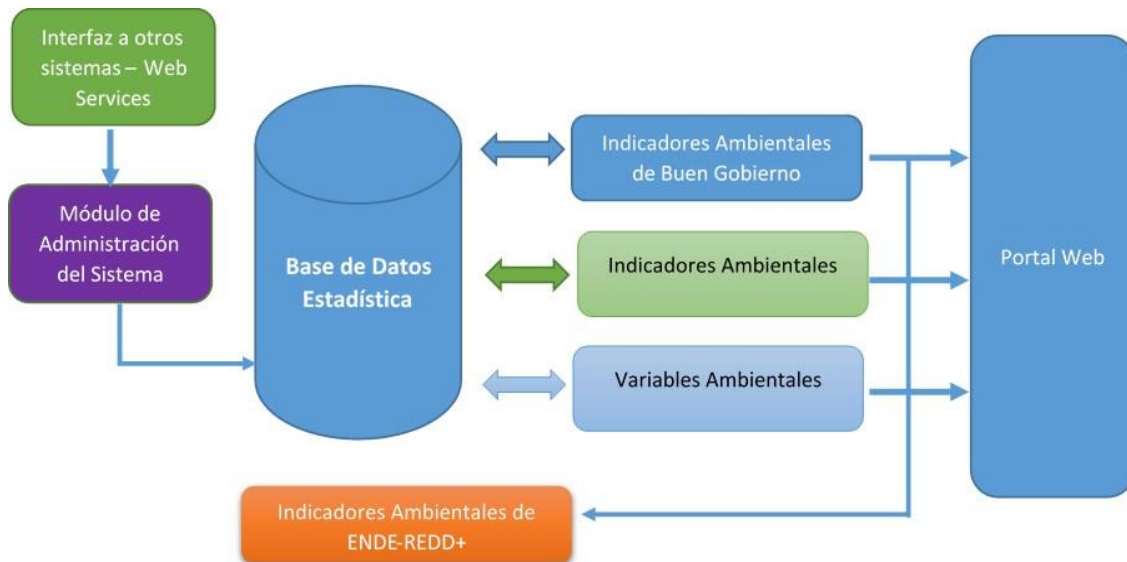 Interfaz a otros
sistemas – Web
Services
Módulo de
Administración
del Sistema
Base de Datos
Estadística
Indicadores Ambientales
de Buen Gobierno
Indicadores Ambientales
Variables Ambientales
Portal Web
Indicadores Ambientales de
ENDE-REDD+